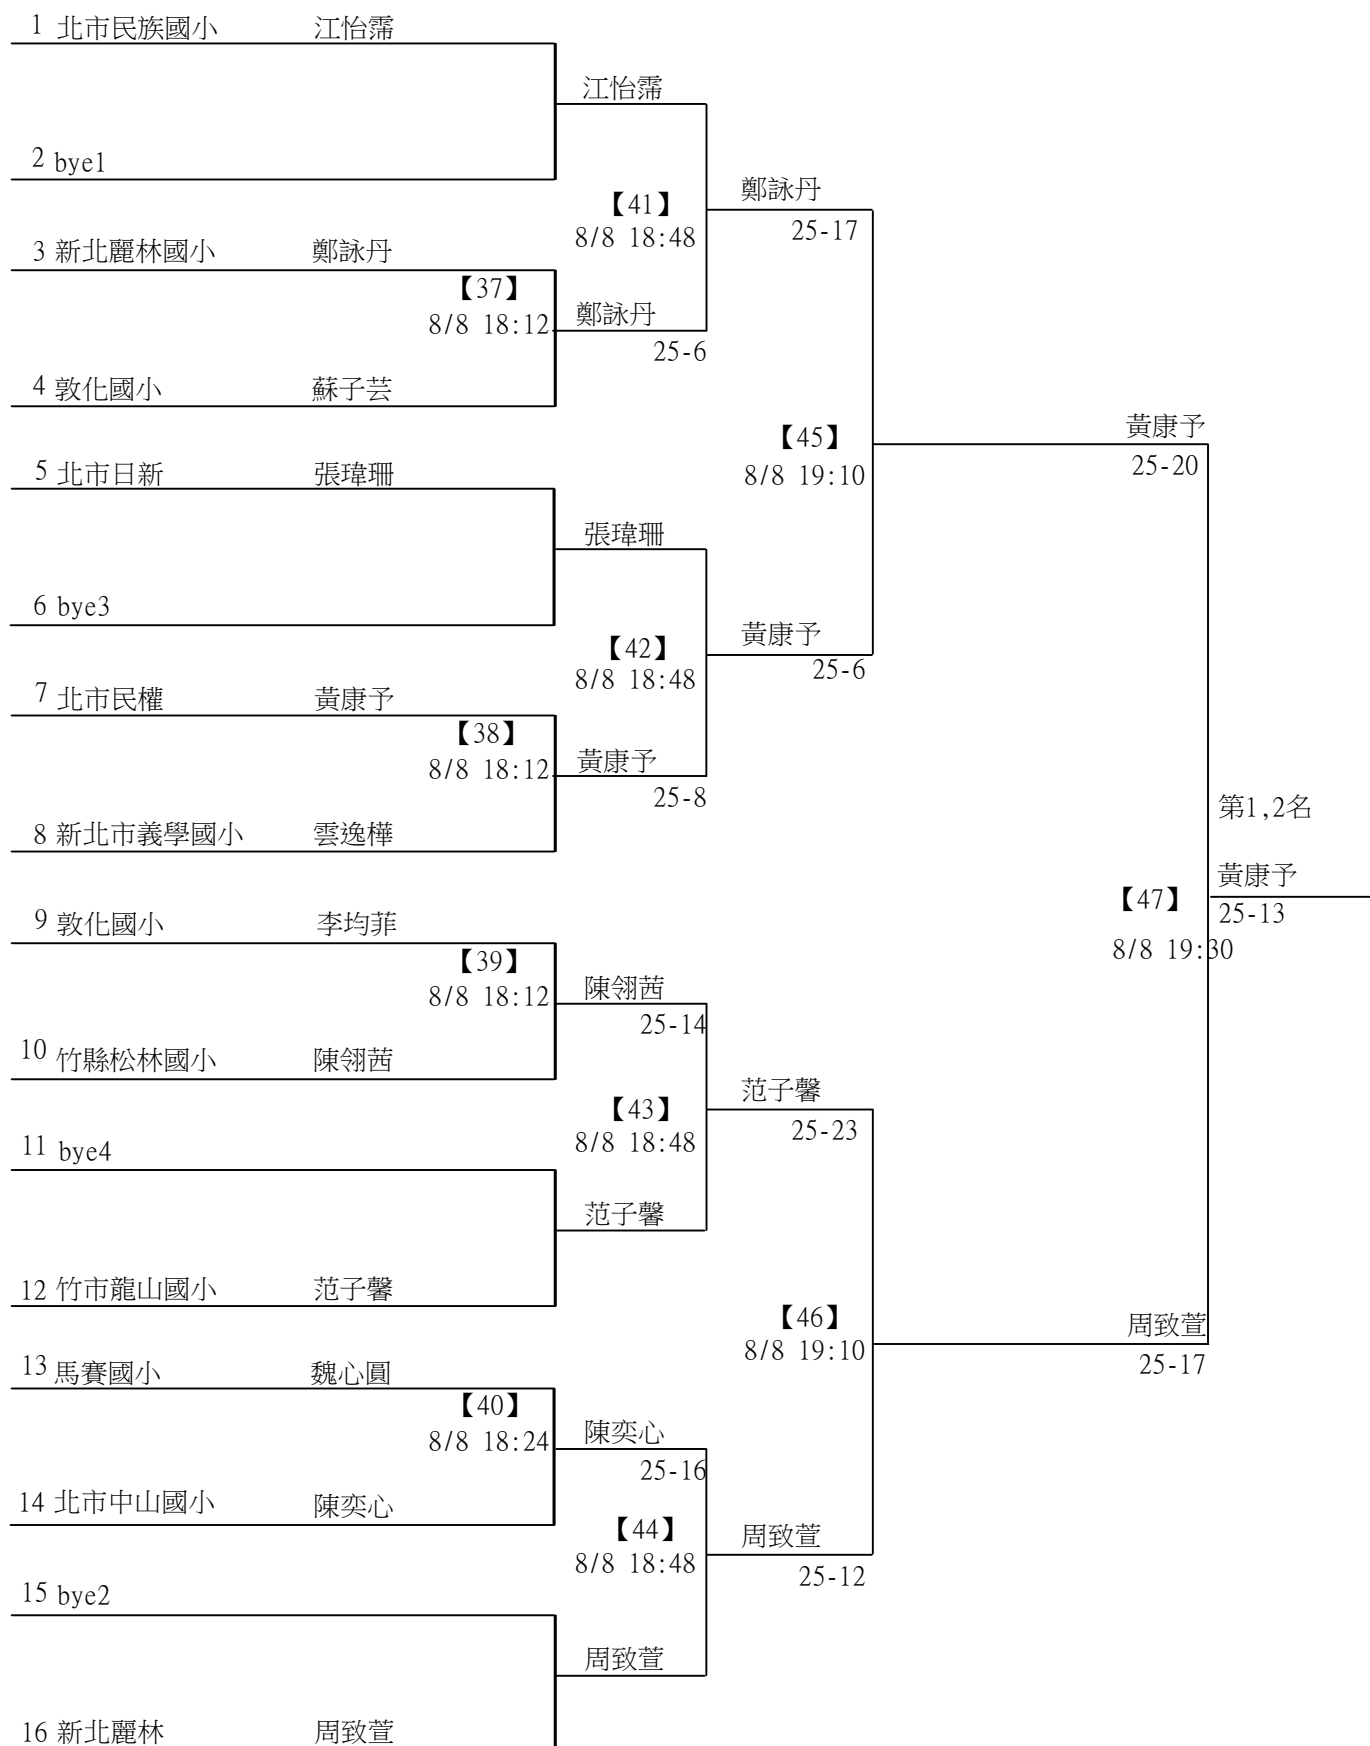 1 北市民族國小 江怡霈
江怡霈
2 bye1
【41】
8/8 18:48
鄭詠丹
25-17
3 新北麗林國小 鄭詠丹
【37】
8/8 18:12
鄭詠丹
25-6
4 敦化國小 蘇子芸
【45】
8/8 19:10
黃康予
25-20
5 北市日新 張瑋珊
張瑋珊
6 bye3
【42】
8/8 18:48
黃康予
25-6
7 北市民權 黃康予
【38】
8/8 18:12
黃康予
25-8
8 新北市義學國小 雲逸樺
第1,2名
黃康予
【47】
25-13
8/8 19:30
9 敦化國小 李均菲
【39】
8/8 18:12
陳翎茜
25-14
10 竹縣松林國小 陳翎茜
【43】
8/8 18:48
范子馨
25-23
11 bye4
范子馨
12 竹市龍山國小 范子馨
【46】
8/8 19:10
周致萱
25-17
13 馬賽國小 魏心圓
【40】
8/8 18:24
陳奕心
25-16
14 北市中山國小 陳奕心
【44】
8/8 18:48
周致萱
25-12
15 bye2
周致萱
16 新北麗林 周致萱